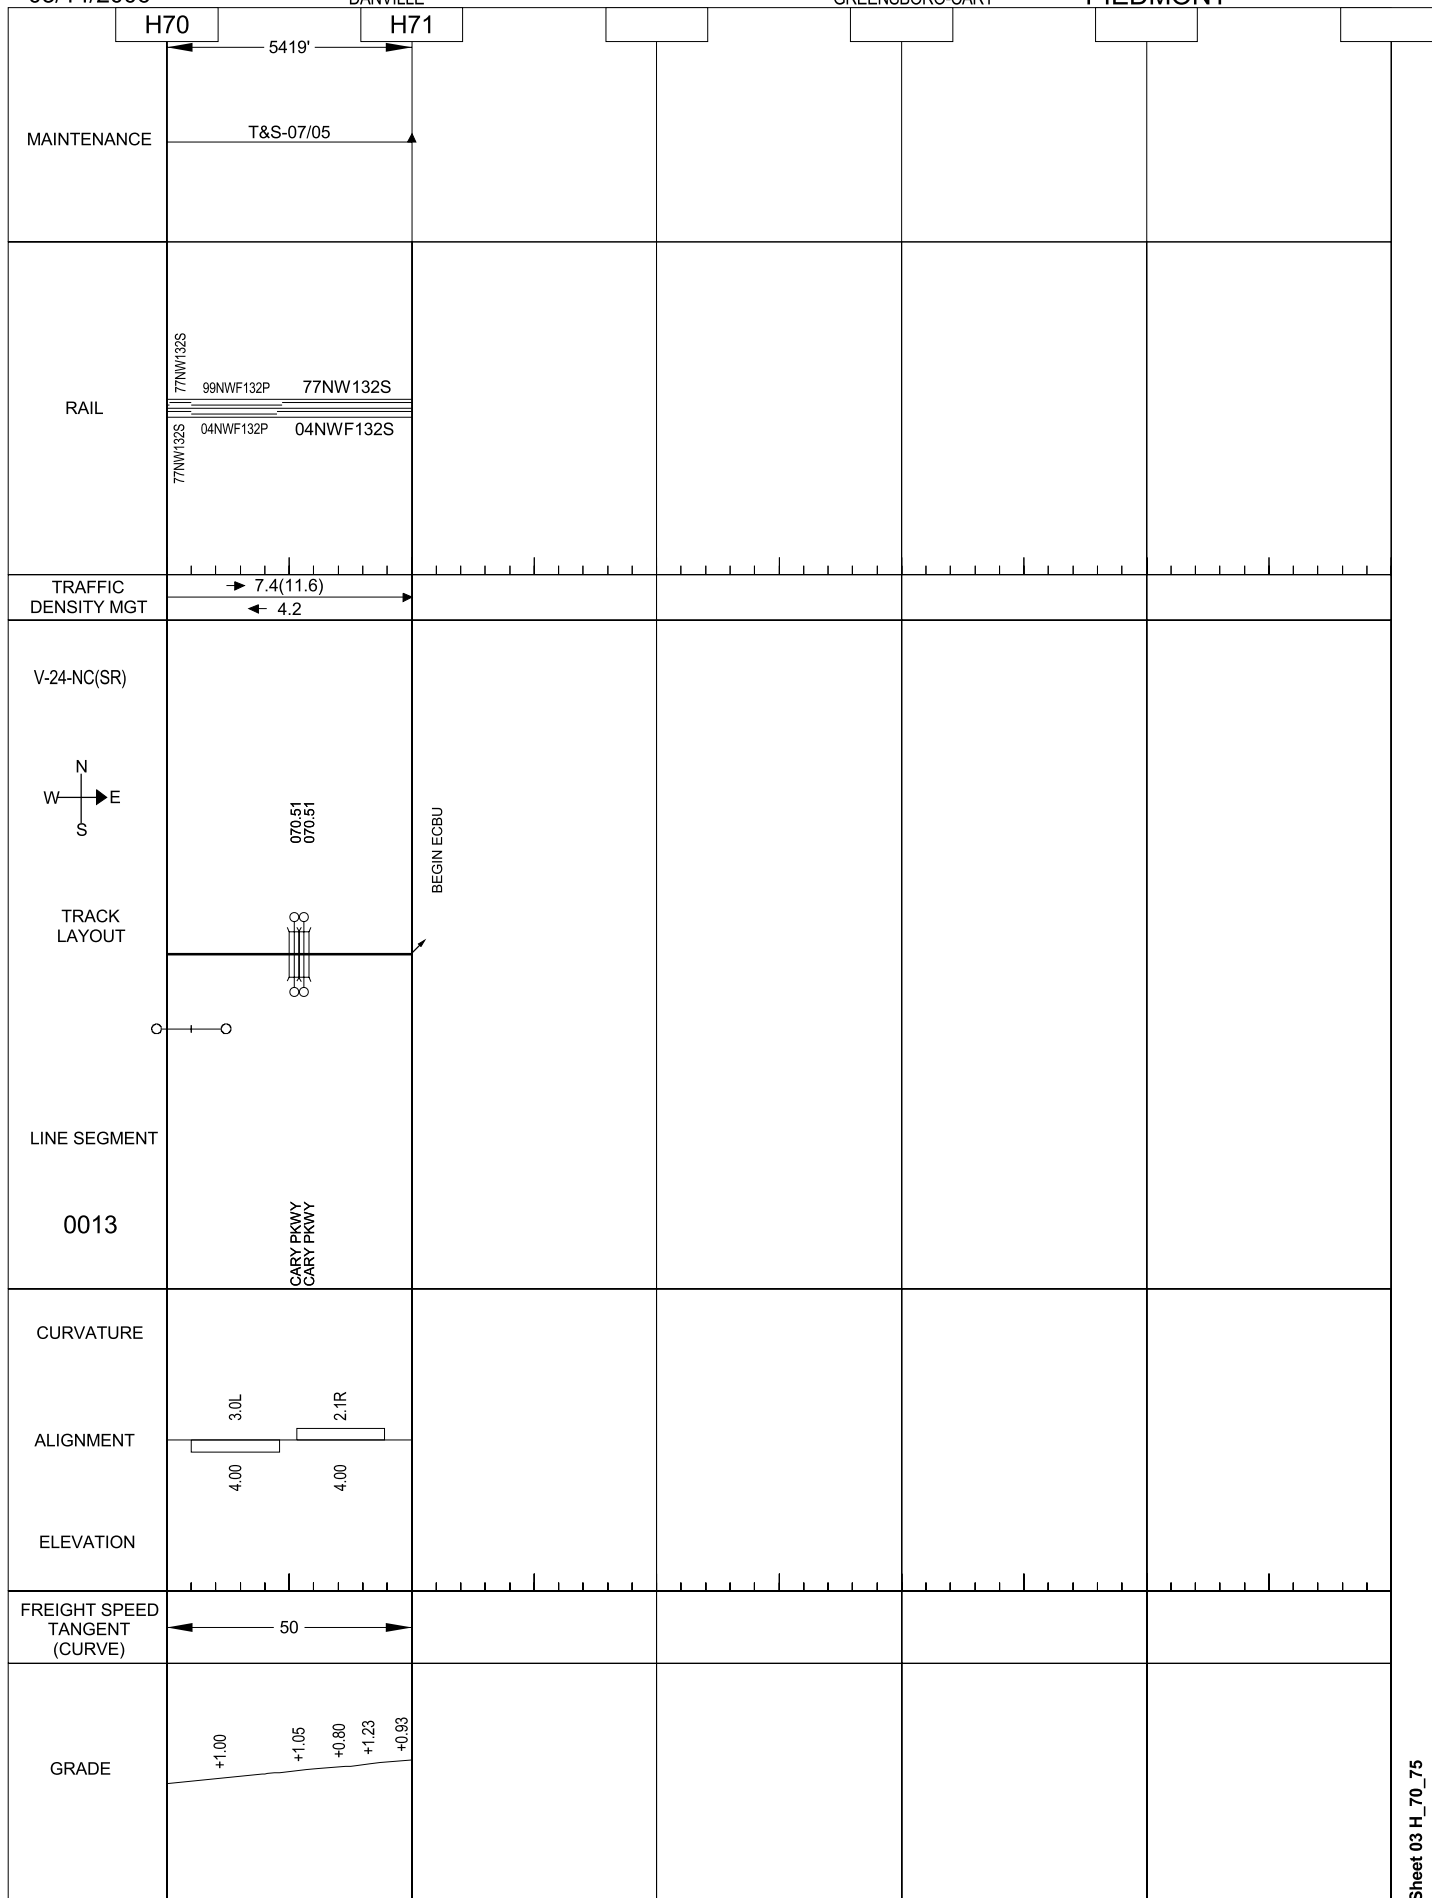 DANVILLE
PIEDMONT
H70
H71
5419'
MAINTENANCE
T&S-07/05
RAIL
77NW132S
99NWF132P
77NW132S
77NW132S
04NWF132P
04NWF132S
TRAFFIC
DENSITY MGT
7.4(11.6)
4.2
V-24-NC(SR)
N
W
E
S
070.51
070.51
BEGIN ECBU
TRACK
LAYOUT
LINE SEGMENT
0013
CARY PKWY
CARY PKWY
CURVATURE
3.0L
2.1R
ALIGNMENT
4.00
4.00
ELEVATION
FREIGHT SPEED
TANGENT
(CURVE)
50
+1.00
+1.05
+0.80
+1.23
+0.93
GRADE
Sheet 03 H_70_75